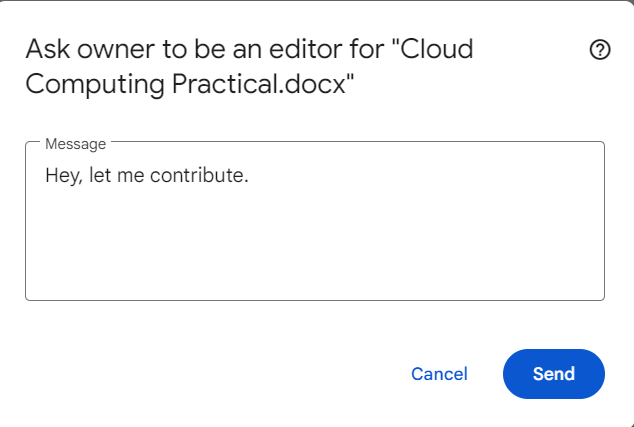 Ask owner to be an editor for "Cloud
Computing Practical.docx"
Message
Hey, let me contribute.
Cancel
Send